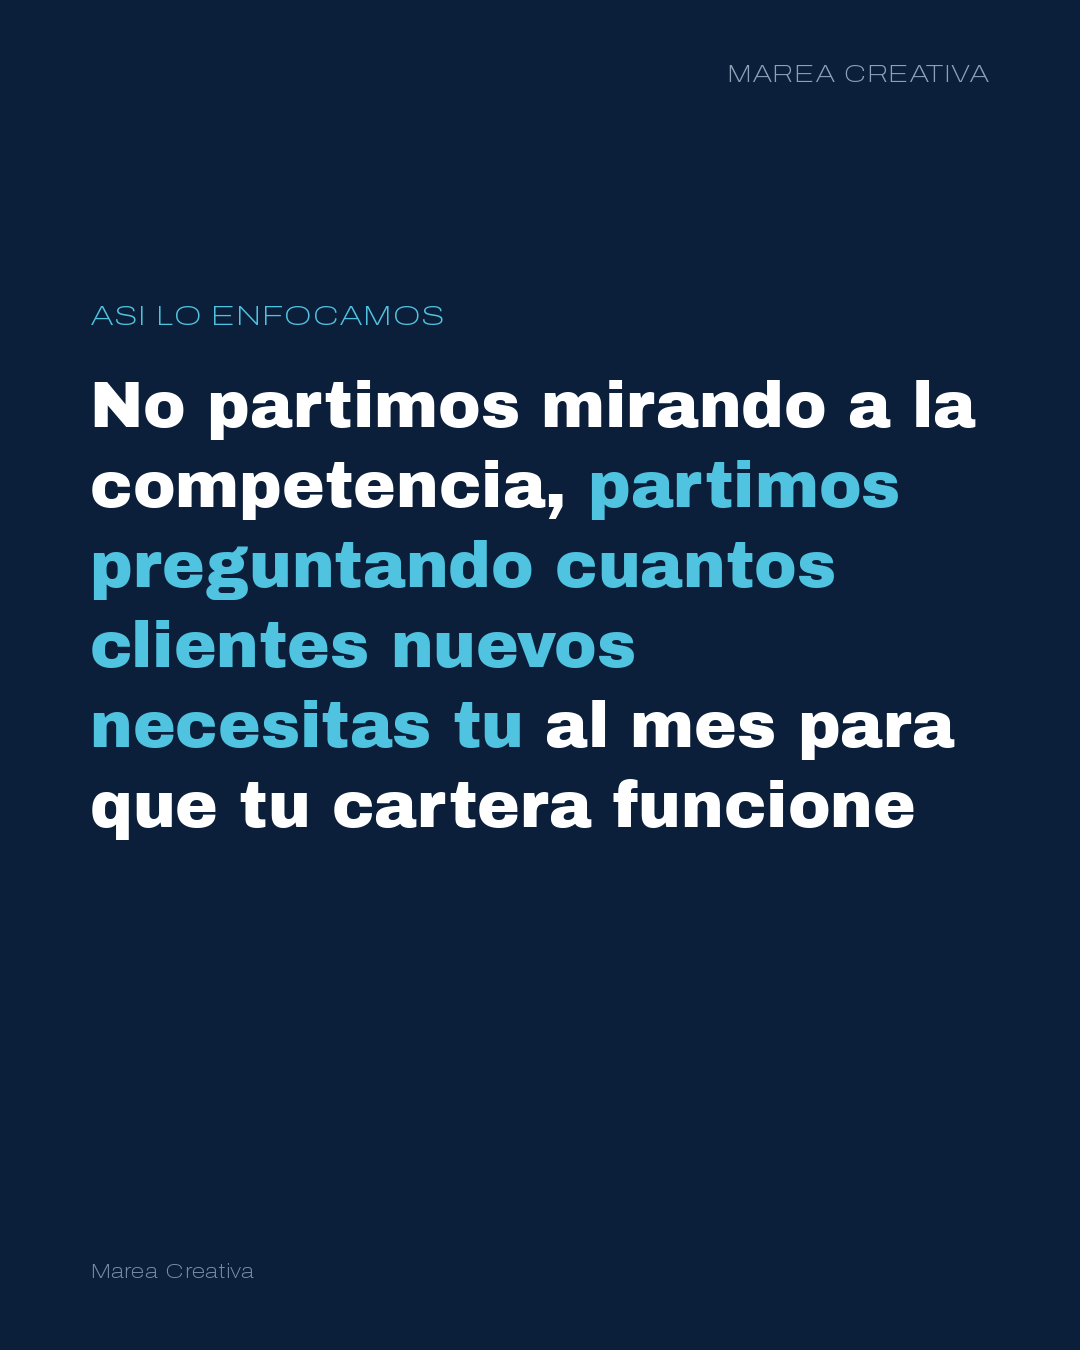 MAREA CREATIVA
ASI LO ENFOCAMOS
No partimos mirando a la
competencia, partimos
preguntando cuantos
clientes nuevos
necesitas tu al mes para
que tu cartera funcione
Marea Creativa